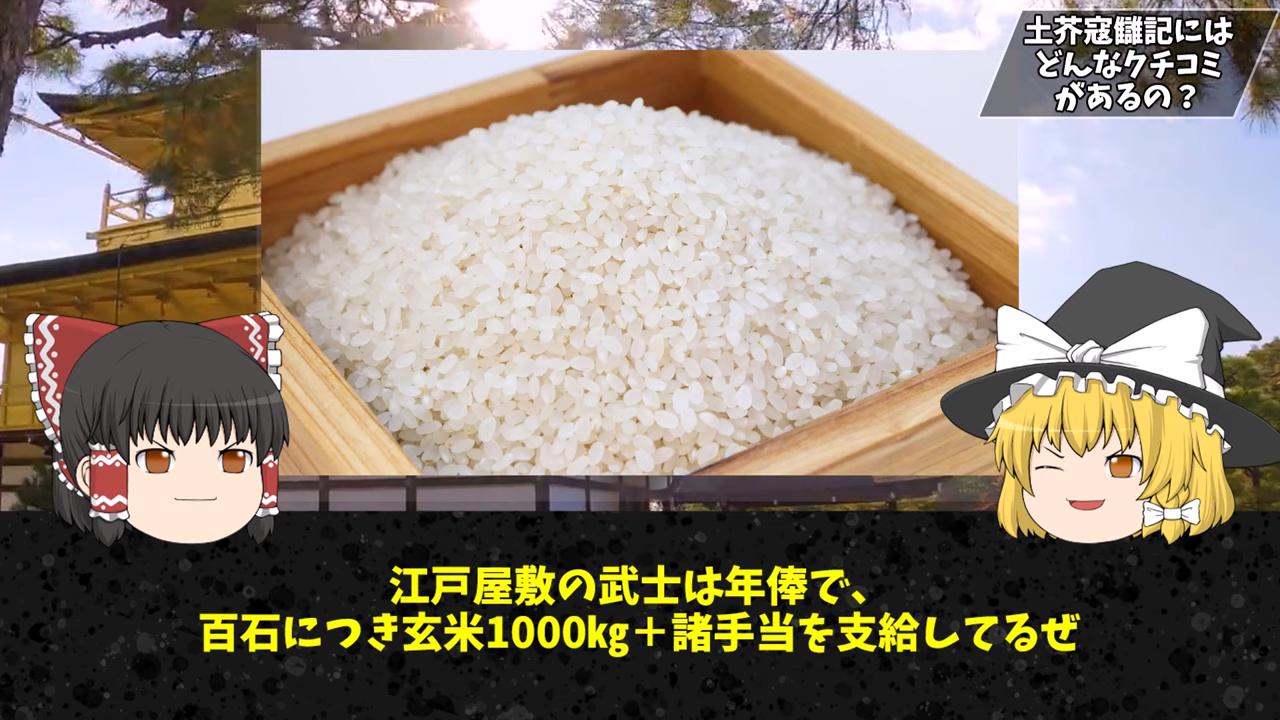 土芥寇讎記には
どんなクチコミ
があるの？
江戸屋敷の武士は年俸で、
百石につき玄米1000㎏＋諸手当を支給してるぜ